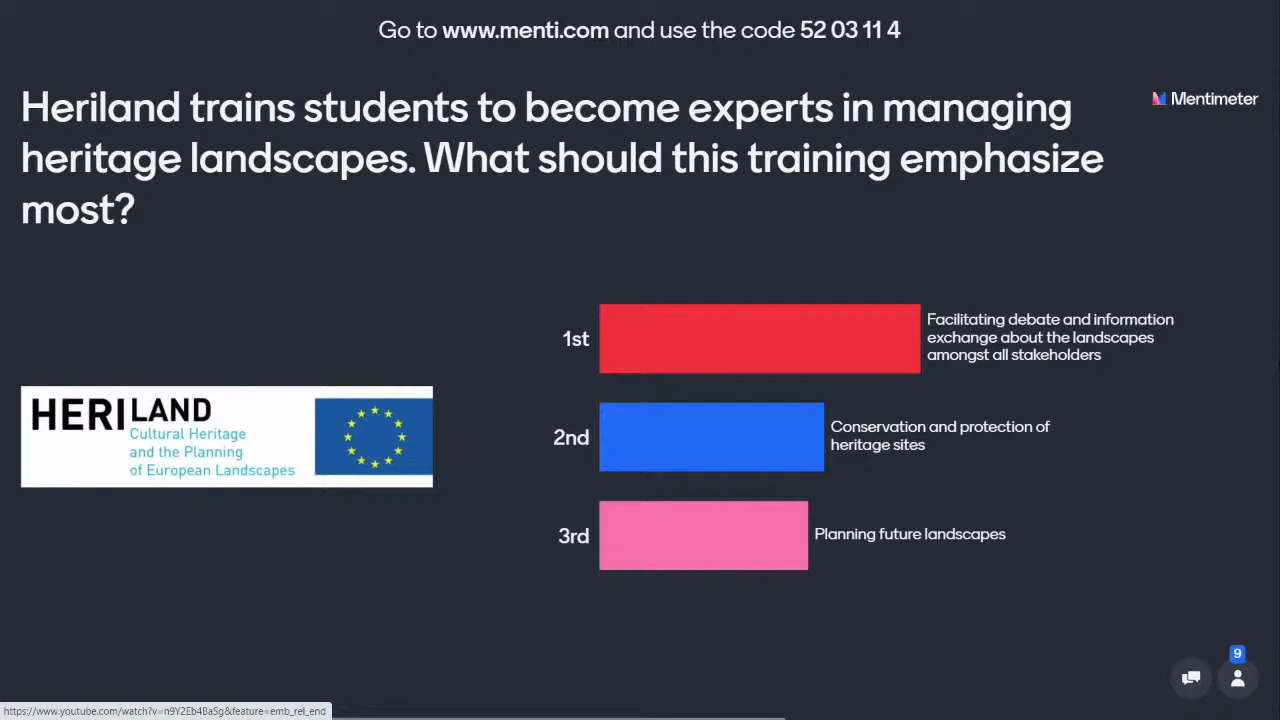 Go to www.menti.com and use the code 52 03 11 4
Heriland trains students to become experts in managing
heritage landscapes. What should this training emphasize
most?
Mentimeter
1st
Facilitating debate and information
exchange about the landscapes
amongst all stakeholders
HERILAND
Cultural Heritage
and the Planning
of European Landscapes
2nd
Conservation and protection of
heritage sites
3rd
Planning future landscapes
9
https://www.youtube.com/watch?v=n9Y2Eb4BaSg&feature=emb_rel_end